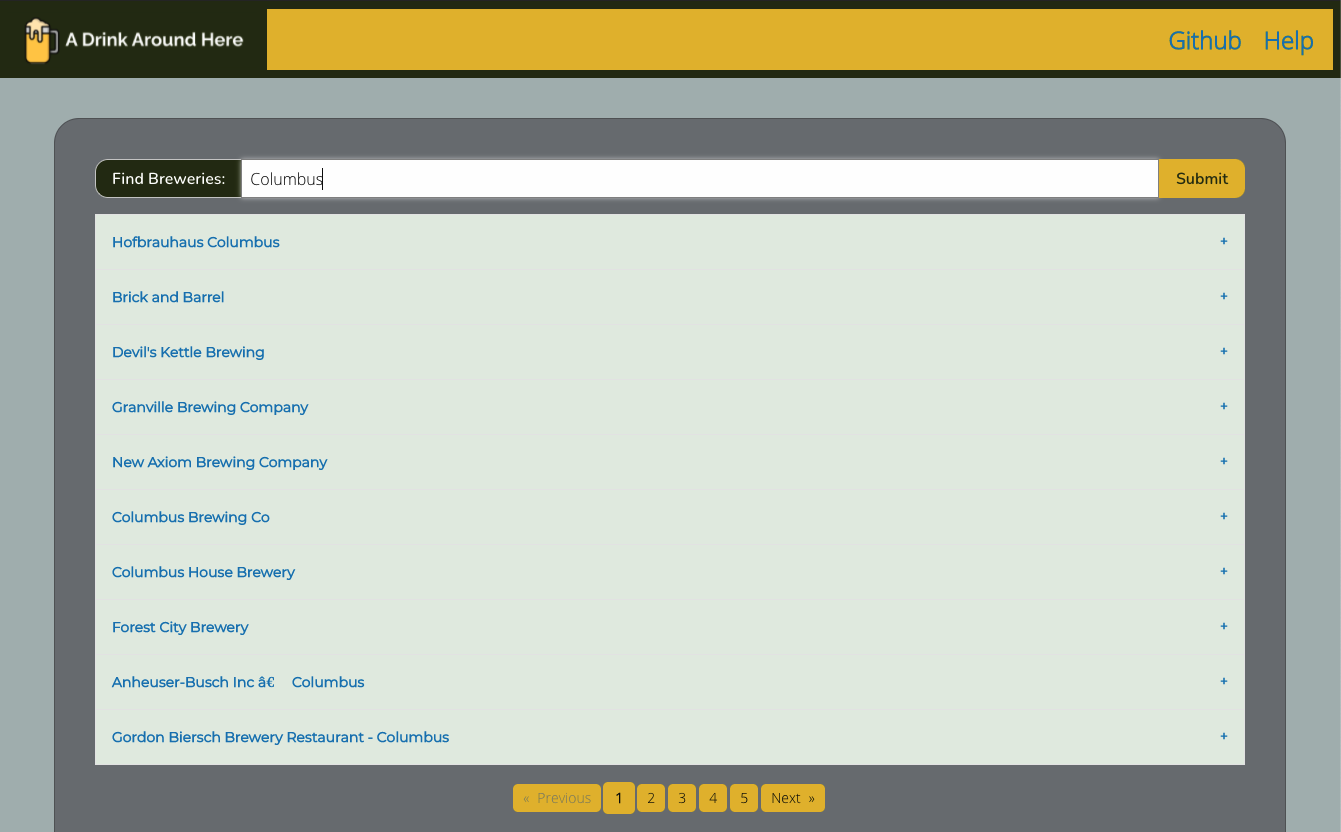 A Drink Around Here
Github Help
Find Breweries: Columbus Submit
Hofbrauhaus Columbus +
Brick and Barrel +
Devil's Kettle Brewing +
Granville Brewing Company +
New Axiom Brewing Company +
Columbus Brewing Co +
Columbus House Brewery +
Forest City Brewery +
Anheuser-Busch Inc â€ Columbus +
Gordon Biersch Brewery Restaurant - Columbus +
« Previous 1 2 3 4 5 Next »